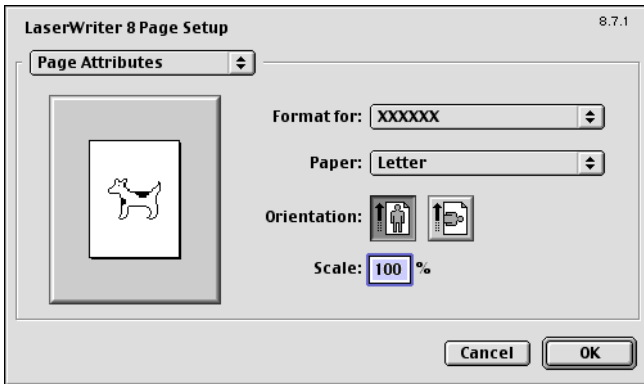 LaserWriter 8 Page Setup
8.7.1
Page Attributes
Format for: XXXXXX
Paper: Letter
Orientation:
Scale: 100 %
Cancel
OK